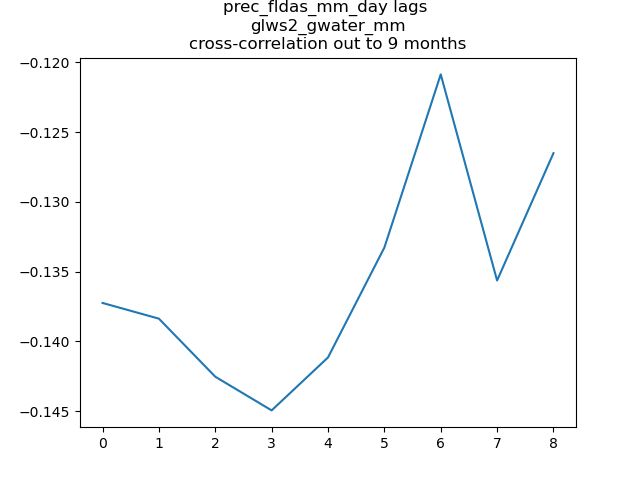 prec_fldas_mm_day lags
glws2_gwater_mm
cross-correlation out to 9 months
−0.120
−0.125
−0.130
−0.135
−0.140
−0.145
0 1 2 3 4 5 6 7 8